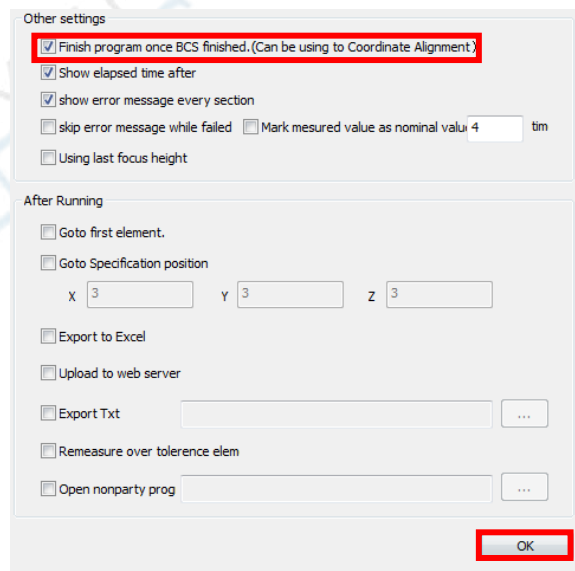 Other settings
Finish program once BCS finished.(Can be using to Coordinate Alignment)
Show elapsed time after
show error message every section
skip error message while failed Mark mesured value as nominal valu 4 tim
Using last focus height
After Running
Goto first element.
Goto Specification position
X 3 Y 3 Z 3
Export to Excel
Upload to web server
Export Txt ...
Remeasure over tolerence elem
Open nonparty prog ...
OK